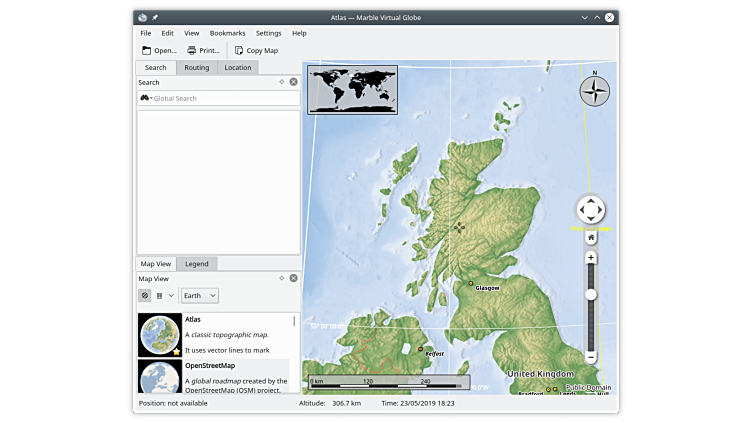 Atlas — Marble Virtual Globe
File Edit View Bookmarks Settings Help
Open... Print... Copy Map
Search Routing Location
Search
Global Search
Map View Legend
Map View
Earth
Atlas
A classic topographic map.
It uses vector lines to mark
OpenStreetMap
A global roadmap created by the
OpenStreetMap (OSM) project.
N
Glasgow
Belfast
United Kingdom
Public Domain
Bradford
Hull
0 km 120 240
Position: not available Altitude: 306.7 km Time: 23/05/2019 18:23